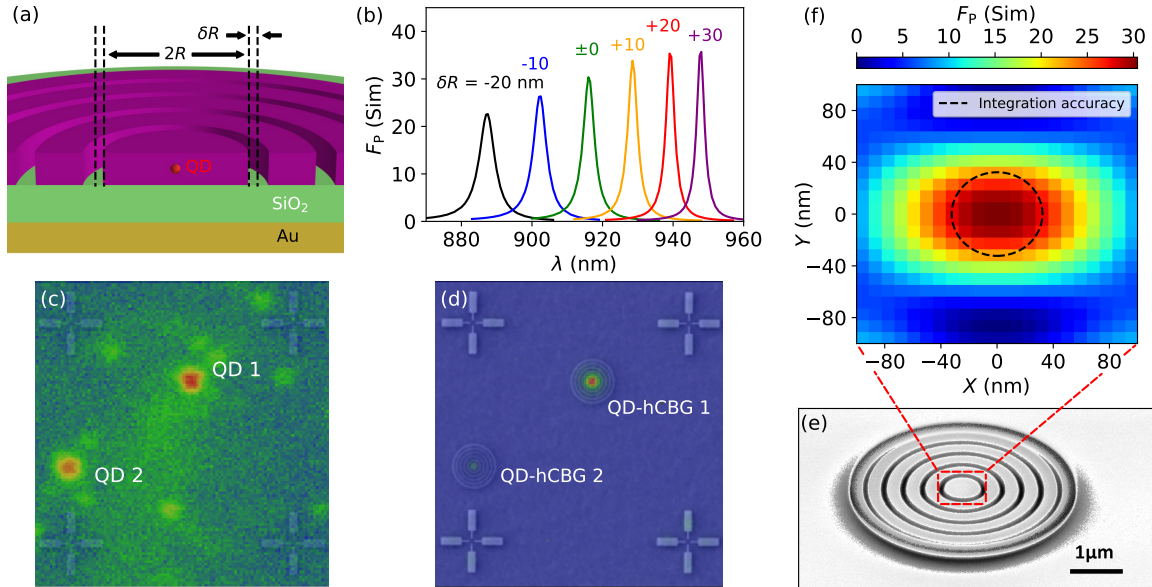 (a)
δR
2R
QD
SiO₂
Au
(b)
F_P (Sim)
40
30
20
10
0
δR = -20 nm
-10
±0
+10
+20
+30
880
900
920
940
960
λ (nm)
(c)
QD 1
QD 2
(d)
QD-hCBG 1
QD-hCBG 2
(f)
F_P (Sim)
0 5 10 15 20 25 30
Integration accuracy
Y (nm)
80
40
0
−40
−80
−80 −40 0 40 80
X (nm)
(e)
1µm